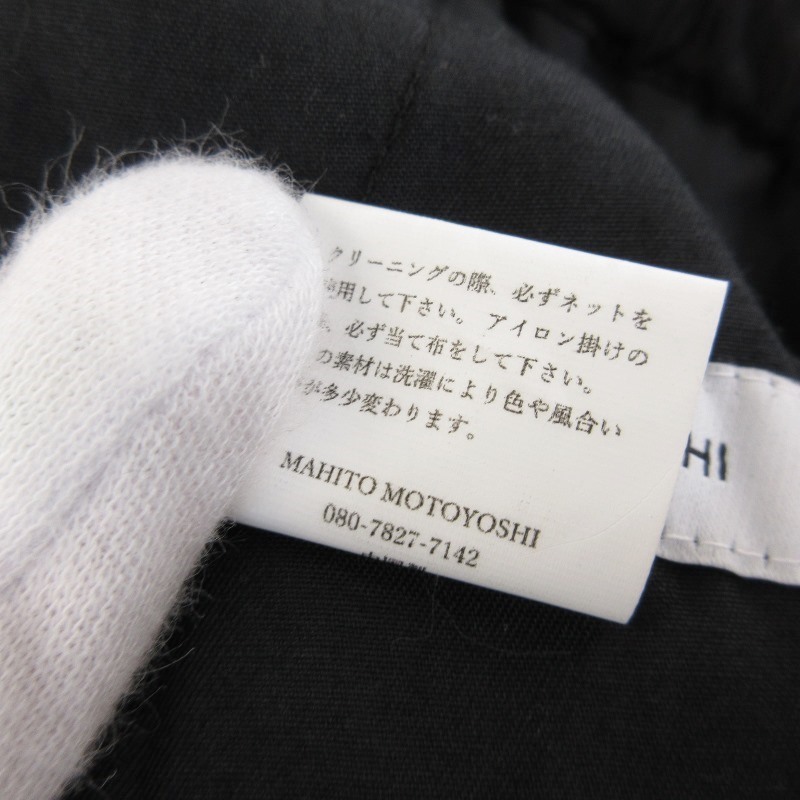 クリーニングの際、必ずネットを
用して下さい。アイロン掛けの
、必ず当て布をして下さい。
の素材は洗濯により色や風合い
が多少変わります。
MAHITO MOTOYOSHI
080-7827-7142
HI